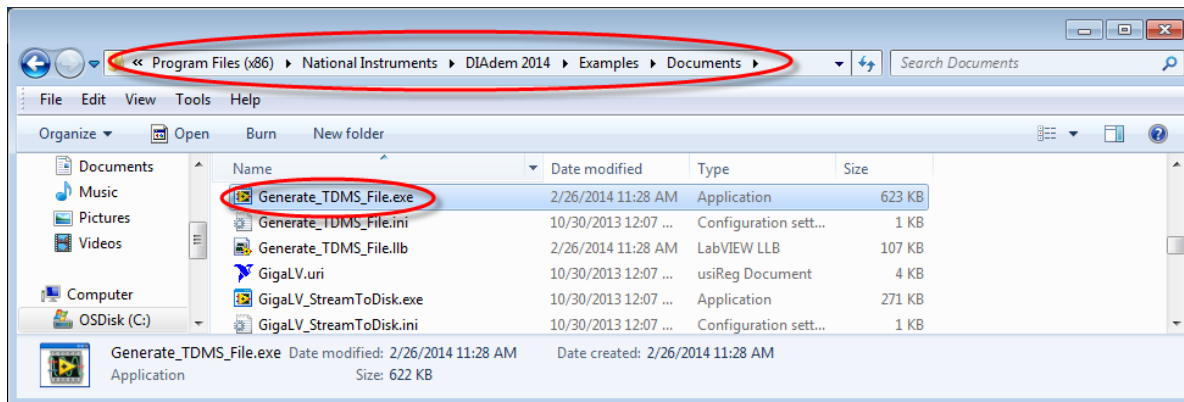 « Program Files (x86) ▸ National Instruments ▸ DIAdem 2014 ▸ Examples ▸ Documents ▸ Search Documents
File Edit View Tools Help
Organize ▾ Open Burn New folder
Documents
Music
Pictures
Videos
Computer
OSDisk (C:)
Name Date modified Type Size
Generate_TDMS_File.exe 2/26/2014 11:28 AM Application 623 KB
Generate_TDMS_File.ini 10/30/2013 12:07 ... Configuration sett... 1 KB
Generate_TDMS_File.llb 2/26/2014 11:28 AM LabVIEW LLB 107 KB
GigaLV.uri 10/30/2013 12:07 ... usiReg Document 4 KB
GigaLV_StreamToDisk.exe 10/30/2013 12:07 ... Application 271 KB
GigaLV_StreamToDisk.ini 10/30/2013 12:07 ... Configuration sett... 1 KB
Generate_TDMS_File.exe Date modified: 2/26/2014 11:28 AM Date created: 2/26/2014 11:28 AM
Application Size: 622 KB